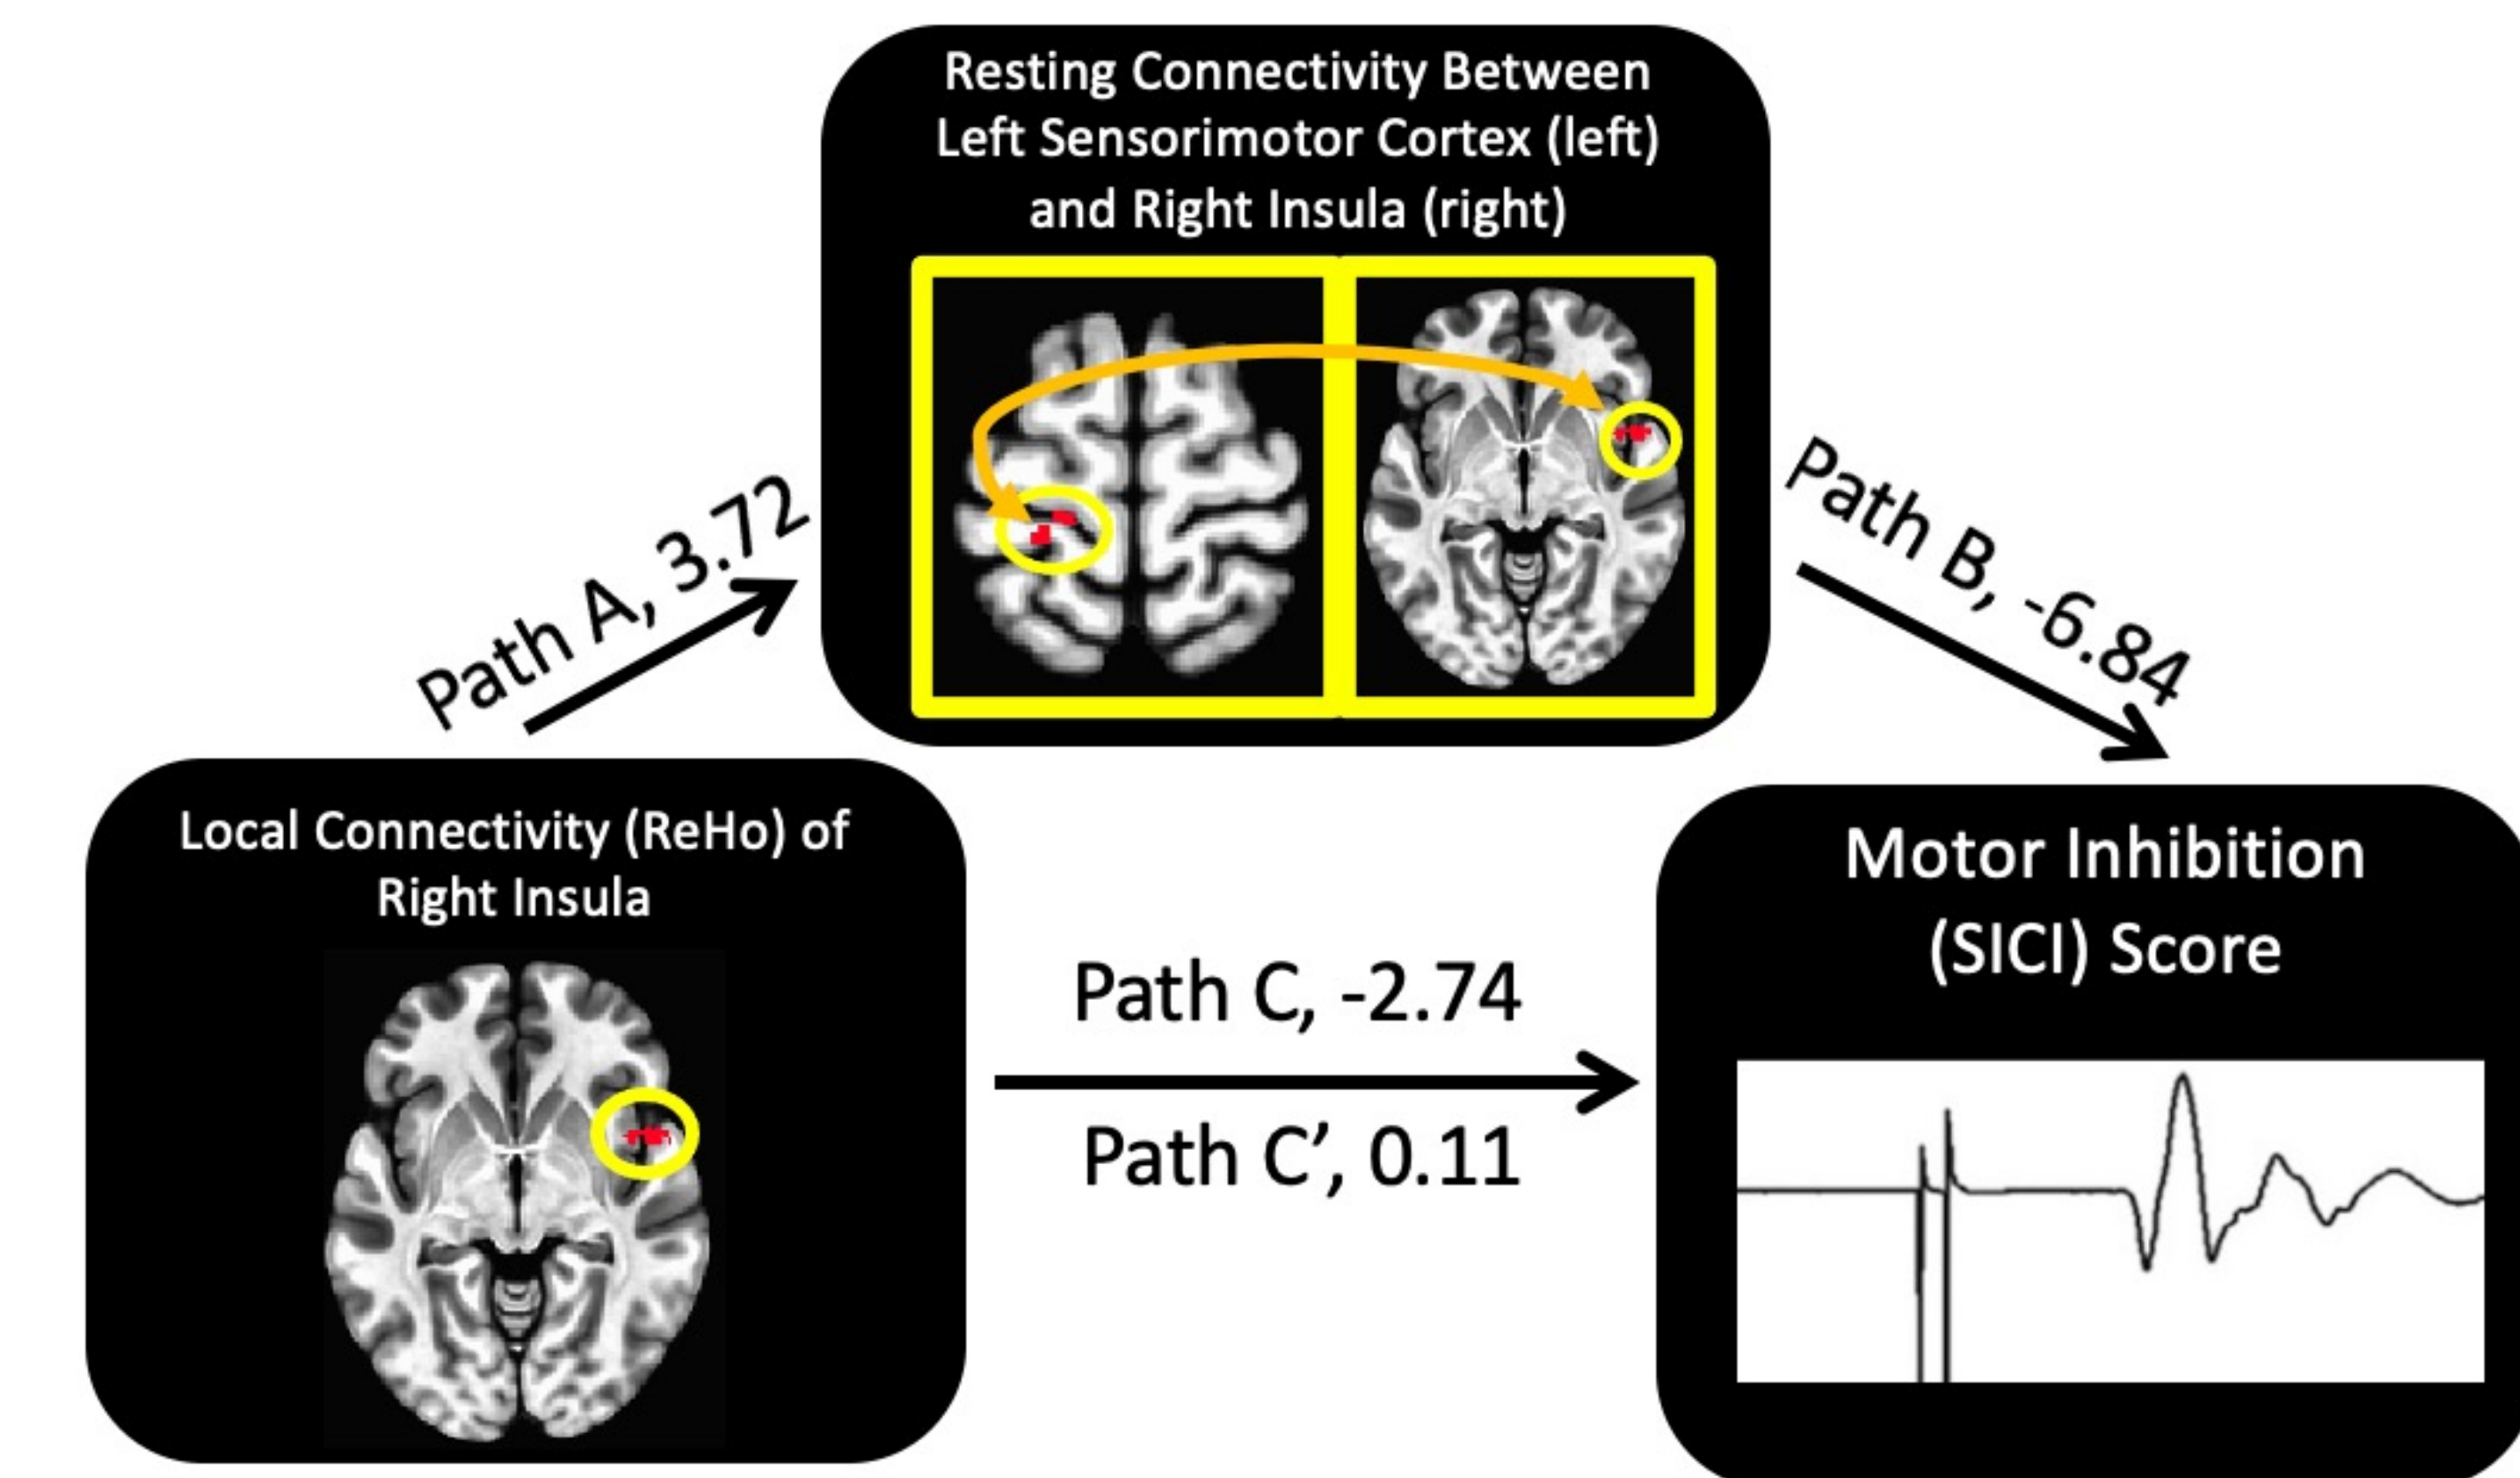 Resting Connectivity Between
Left Sensorimotor Cortex (left)
and Right Insula (right)
Path A, 3.72
Path B, -6.84
Local Connectivity (ReHo) of
Right Insula
Path C, -2.74
Path C’, 0.11
Motor Inhibition
(SICI) Score